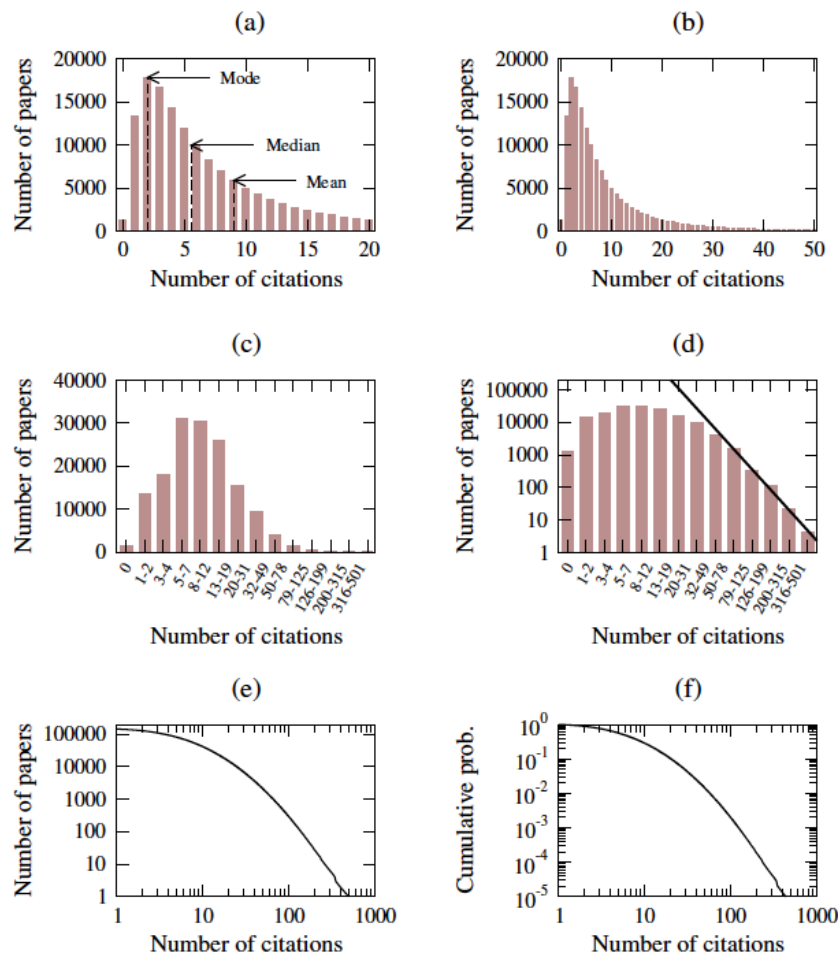 (a)
Number of papers
20000
15000
10000
5000
0
Mode
Median
Mean
0 5 10 15 20
Number of citations
(b)
Number of papers
20000
15000
10000
5000
0
0 10 20 30 40 50
Number of citations
(c)
Number of papers
40000
30000
20000
10000
0
0 1-2 3-4 5-7 8-12 13-19 20-31 32-49 50-78 79-125 126-199 200-315 316-501
Number of citations
(d)
Number of papers
100000
10000
1000
100
10
1
0 1-2 3-4 5-7 8-12 13-19 20-31 32-49 50-78 79-125 126-199 200-315 316-501
Number of citations
(e)
Number of papers
100000
100000
1000
100
10
1
1 10 100 1000
Number of citations
(f)
Cumulative prob.
10^0
10^-1
10^-2
10^-3
10^-4
10^-5
1 10 100 1000
Number of citations